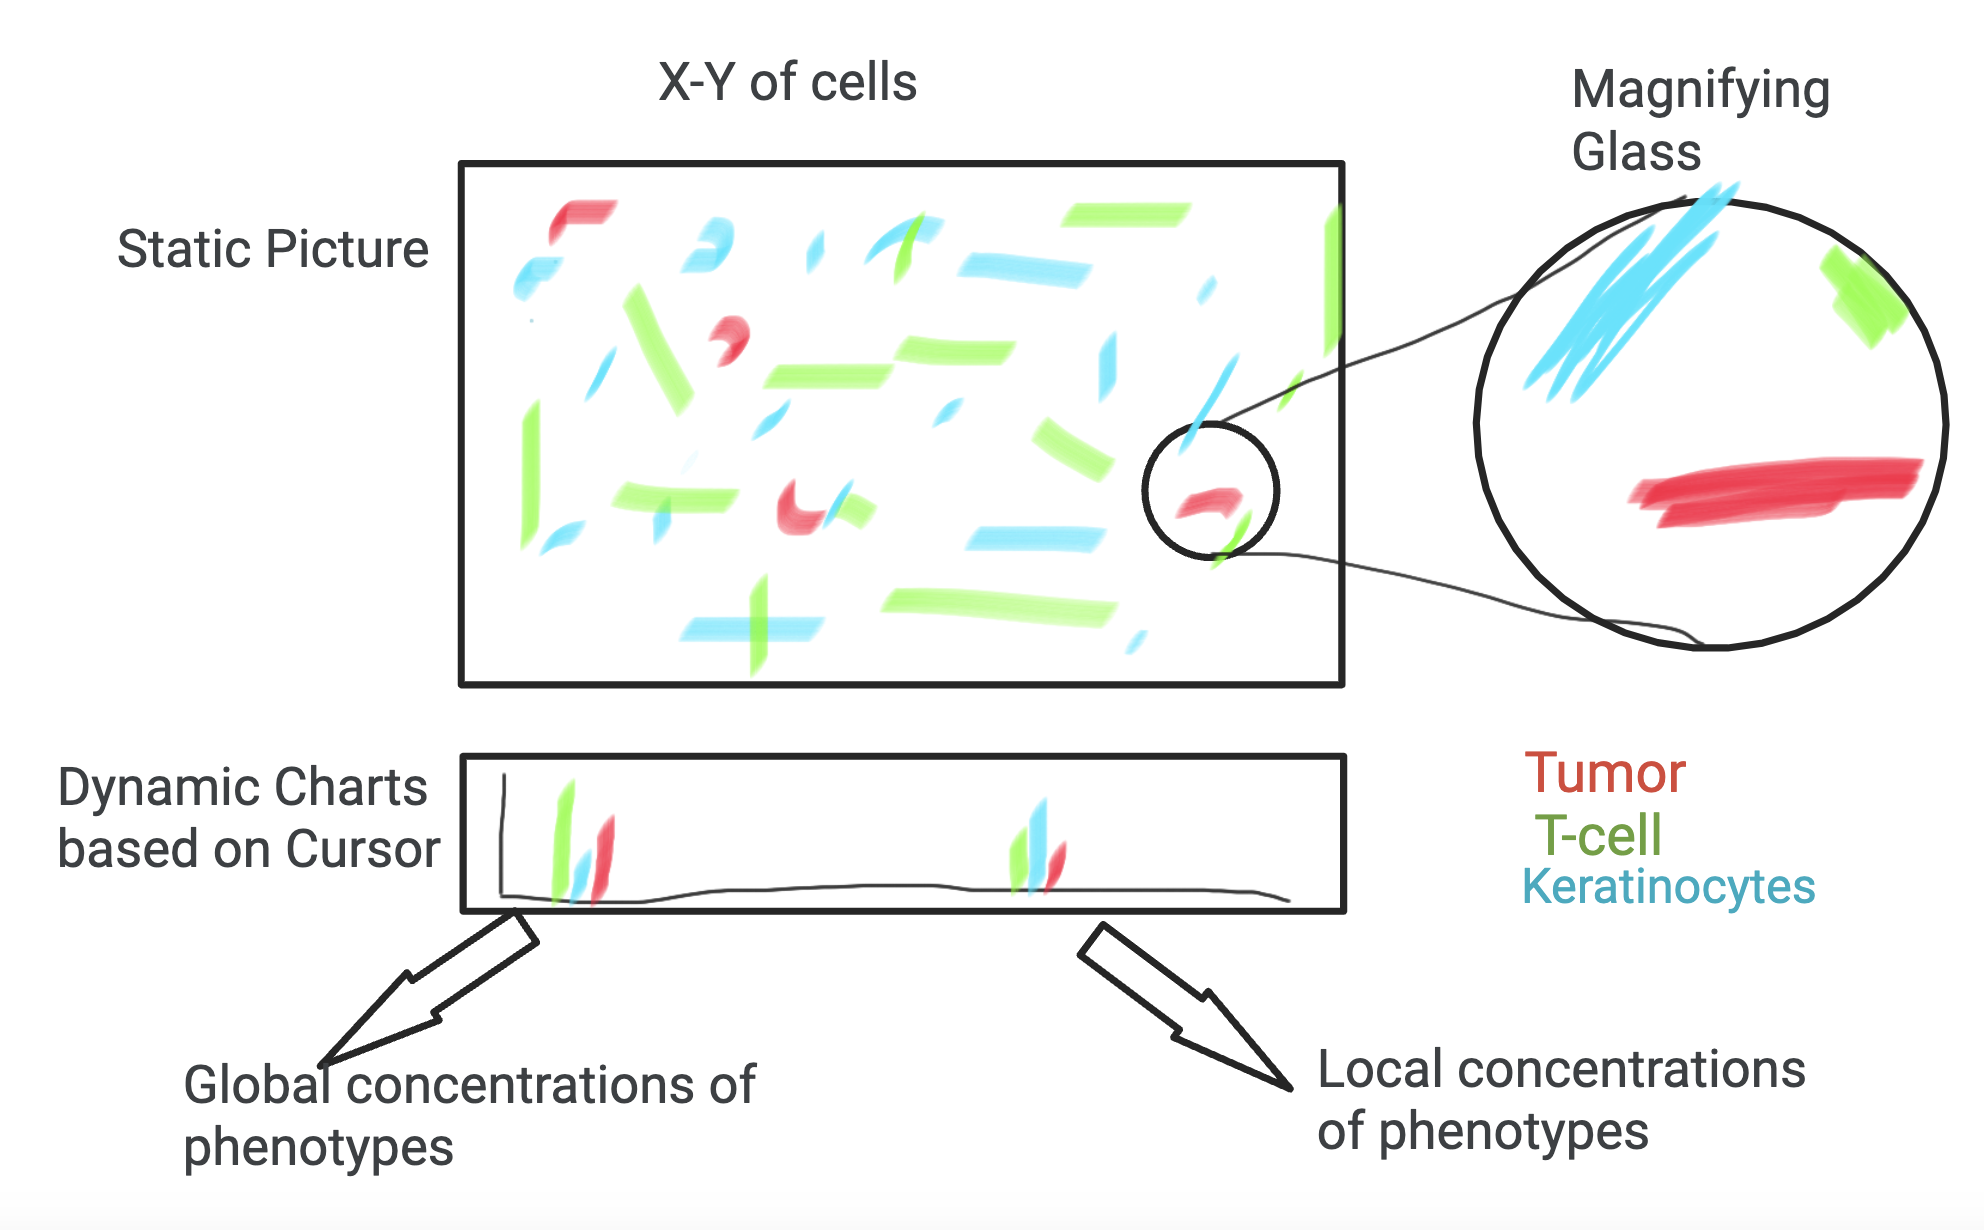 X-Y of cells
Magnifying
Glass
Static Picture
Dynamic Charts
based on Cursor
Tumor
T-cell
Keratinocytes
Global concentrations of
phenotypes
Local concentrations
of phenotypes